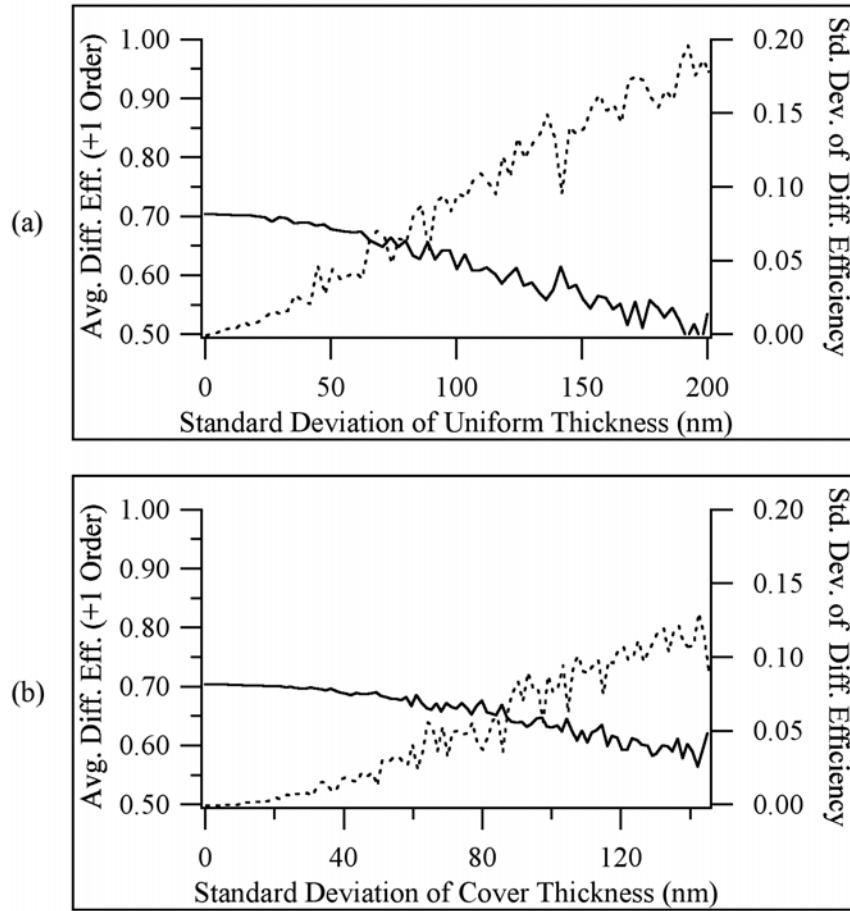 (a)
Avg. Diff. Eff. (+1 Order)
1.00
0.90
0.80
0.70
0.60
0.50
0.20
0.15
0.10
0.05
0.00
Std. Dev. of Diff. Efficiency
0 50 100 150 200
Standard Deviation of Uniform Thickness (nm)
(b)
Avg. Diff. Eff. (+1 Order)
1.00
0.90
0.80
0.70
0.60
0.50
0.20
0.15
0.10
0.05
0.00
Std. Dev. of Diff. Efficiency
0 40 80 120
Standard Deviation of Cover Thickness (nm)